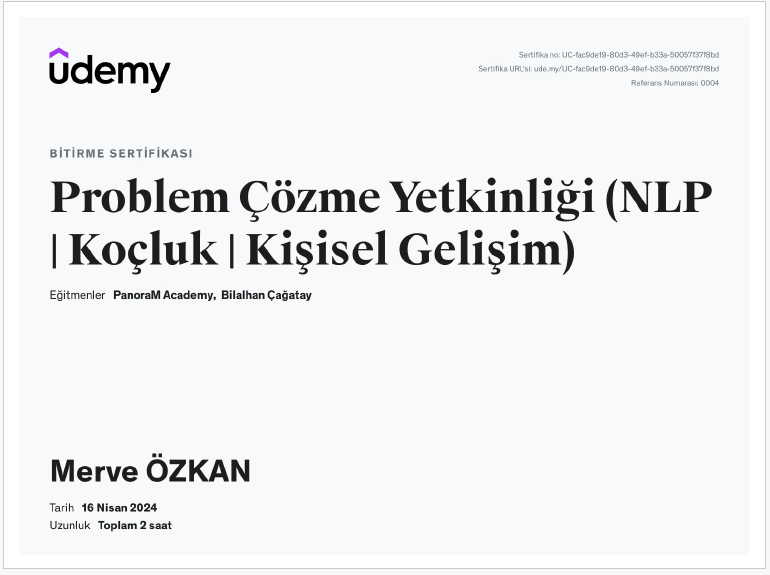 udemy
Sertifika no: UC-fac9de19-80d3-49ef-b33a-50057f37f8bd
Sertifika URL'si: ude.my/UC-fac9de19-80d3-49ef-b33a-50057f37f8bd
Referans Numarası: 0004
BİTİRME SERTİFİKASI
Problem Çözme Yetkinliği (NLP
| Koçluk | Kişisel Gelişim)
Eğitmenler PanoraM Academy, Bilalhan Çağatay
Merve ÖZKAN
Tarih 16 Nisan 2024
Uzunluk Toplam 2 saat